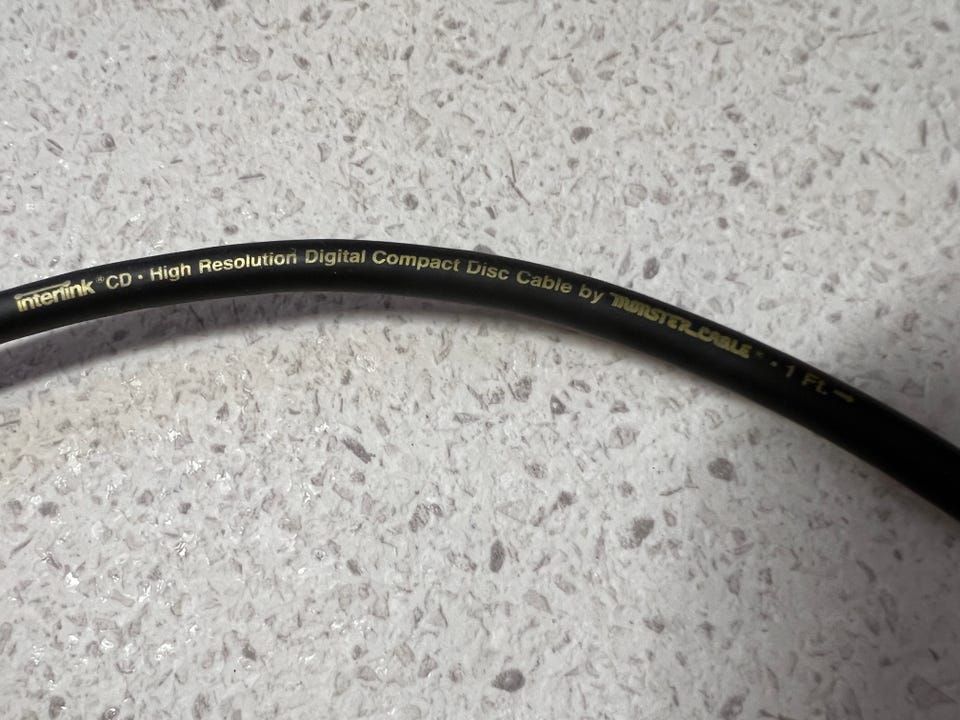 interlink® CD • High Resolution Digital Compact Disc Cable by MONSTER CABLE® • 1 Ft. →